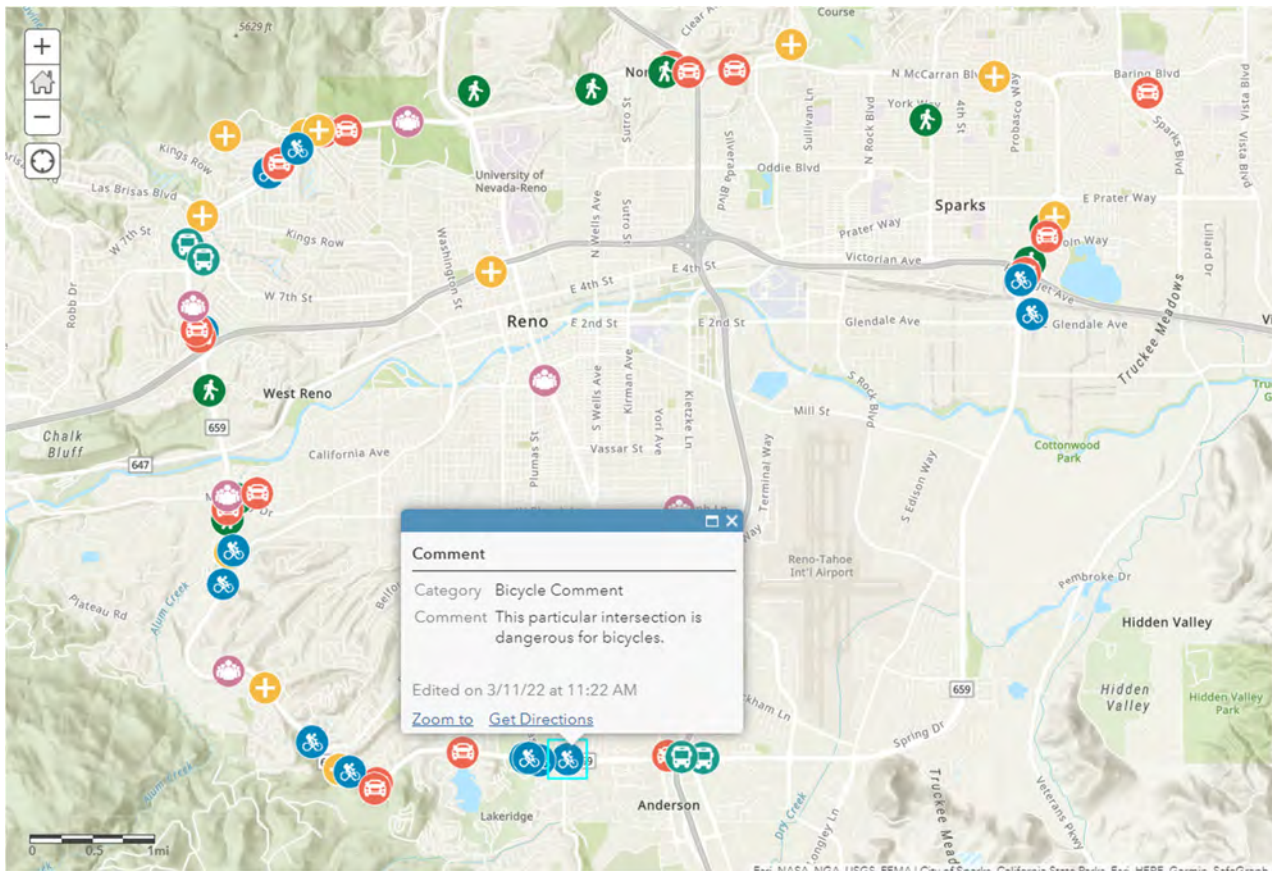 5629 ft
Course
N McCarran Blv
Baring Blvd
Vista Blvd
Vista Blvd
York Way
4th St
Probasco Way
N Rock Blvd
Sullivan Ln
Silverada Blvd
Sutro St
Sparks Blvd
Kings Row
Oddie Blvd
University of
Nevada-Reno
Las Brisas Blvd
E Prater Way
Sparks
W 7th St
Kings Row
Washington St
N Wells Ave
Sutro St
Prater Way
oln Way
Lillard Dr
Victorian Ave
E 4th St
E 4th St
W 7th St
Robb Dr
Reno
E 2nd St
E 2nd St
Glendale Ave
E Glendale Ave
Truckee Meadows
S Wells Ave
Kirman Ave
Yori Ave
Kietzke Ln
S Rock Blvd
West Reno
Mill St
659
Chalk
Bluff
California Ave
Plumas St
Vassar St
Terminal Way
Cottonwood
Park
647
S Edison Way
Comment
Category Bicycle Comment
Comment This particular intersection is
dangerous for bicycles.
Edited on 3/11/22 at 11:22 AM
Zoom to Get Directions
Reno-Tahoe
Int'l Airport
Pembroke Dr
Plateau Rd
Alum Creek
Hidden Valley
659
Hidden
Valley
Hidden Valley
Park
Spring Dr
Alum Creek
Lakeridge
Anderson
Dry Creek
Longley Ln
Veterans Pkwy
0 0.5 1mi